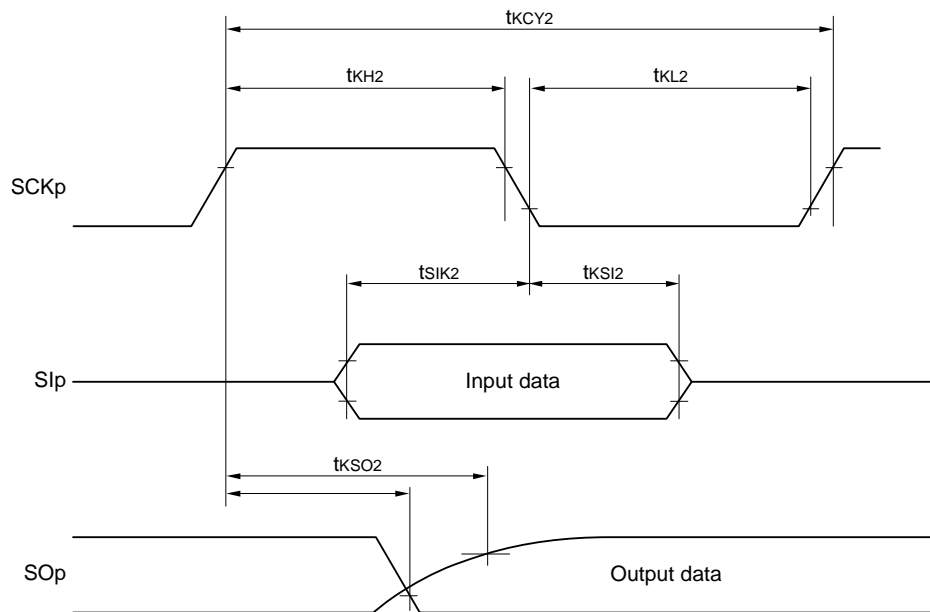 tKCY2
tKH2
tKL2
SCKp
tSIK2
tKSI2
SIp
Input data
tKSO2
SOp
Output data